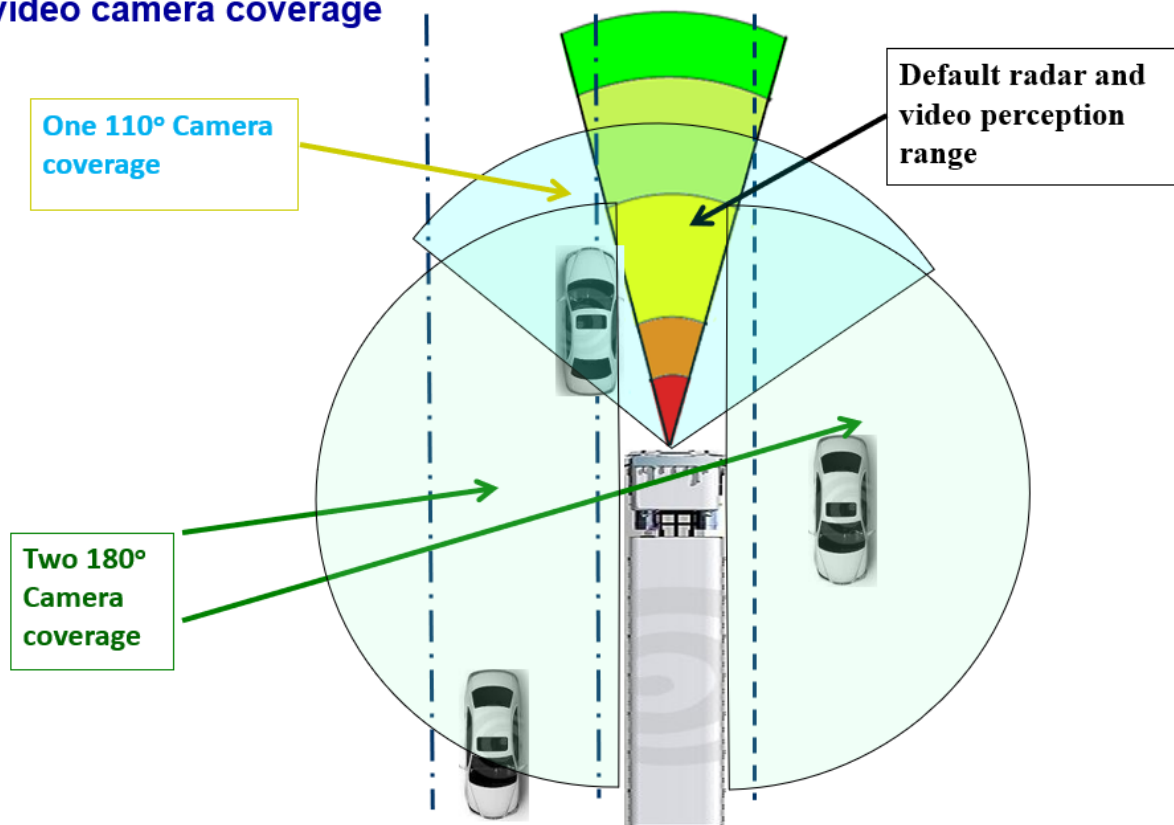 video camera coverage
One 110° Camera
coverage
Default radar and
video perception
range
Two 180°
Camera
coverage